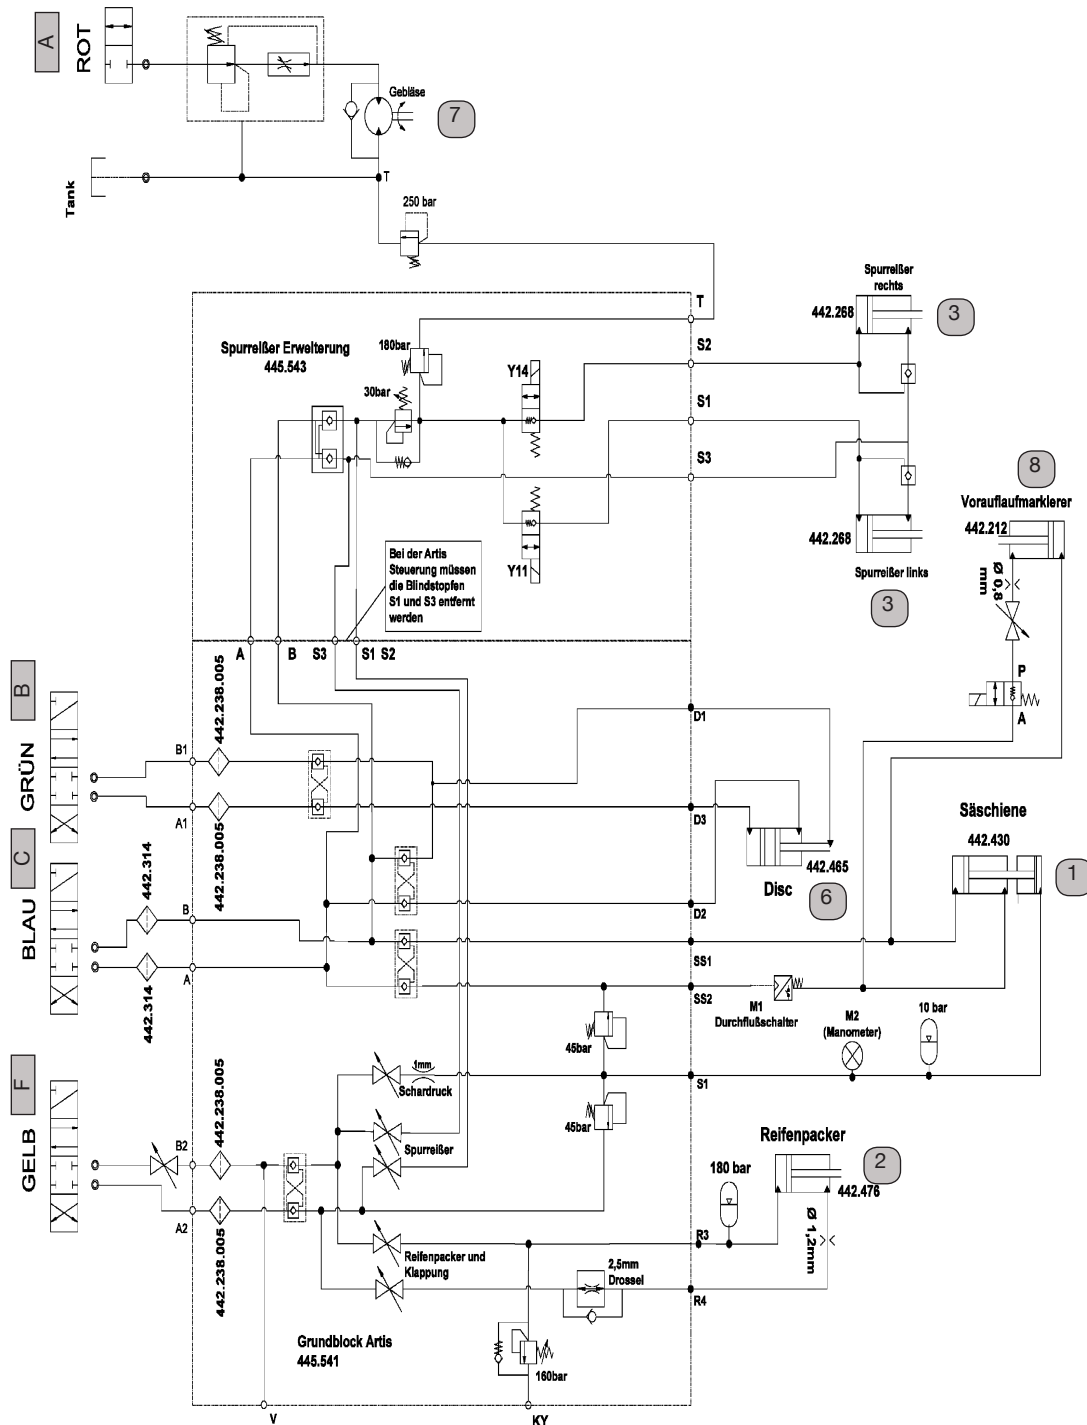 A
ROT
Tank
Gebläse
7
T
250 bar
T
Spurreißer Erweiterung
445.543
180bar
30bar
Y14
Y11
S2
S1
S3
Spurreißer
rechts
442.268
3
442.268
Spurreißer links
3
8
Vorauflaufmarkierer
442.212
Ø 0,8
mm
P
A
Bei der Artis
Steuerung müssen
die Blindstopfen
S1 und S3 entfernt
werden
A
B
S3
S1 S2
B
GRÜN
B1
A1
442.238.005
442.238.005
D1
D3
442.465
Disc
6
D2
C
BLAU
442.314
442.314
B
A
Säschiene
442.430
1
SS1
SS2
M1
Durchflußschalter
M2
(Manometer)
10 bar
45bar
1mm
Schardruck
S1
45bar
F
GELB
B2
A2
442.238.005
442.238.005
Spurreißer
Reifenpacker
2
180 bar
442.476
Ø 1,2mm
R3
Reifenpacker und
Klappung
2,5mm
Drossel
R4
Grundblock Artis
445.541
160bar
V
KY